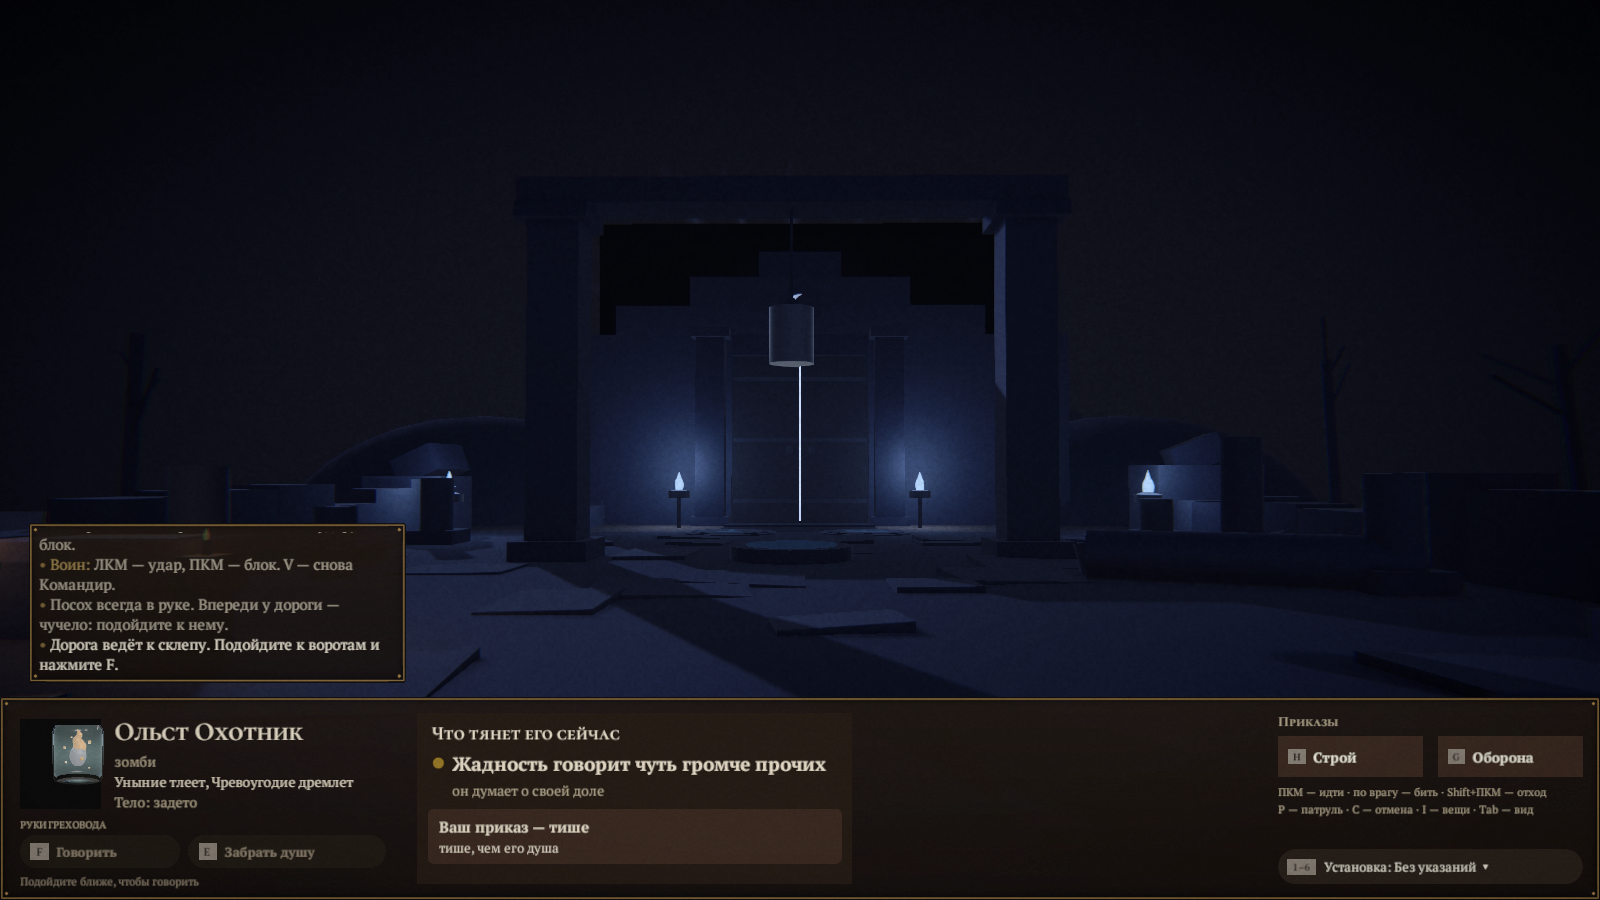 блок.
• Воин: ЛКМ — удар, ПКМ — блок. V — снова
Командир.
• Посох всегда в руке. Впереди у дороги —
чучело: подойдите к нему.
• Дорога ведёт к склепу. Подойдите к воротам и
нажмите F.
Ольст Охотник
зомби
Уныние тлеет, Чревоугодие дремлет
Тело: задето
РУКИ ГРЕХОВОДА
F Говорить
E Забрать душу
Подойдите ближе, чтобы говорить
Что тянет его сейчас
Жадность говорит чуть громче прочих
он думает о своей доле
Ваш приказ — тише
тише, чем его душа
Приказы
H Строй
G Оборона
ПКМ — идти · по врагу — бить · Shift+ПКМ — отход
P — патруль · C — отмена · I — вещи · Tab — вид
1–6 Установка: Без указаний ▾